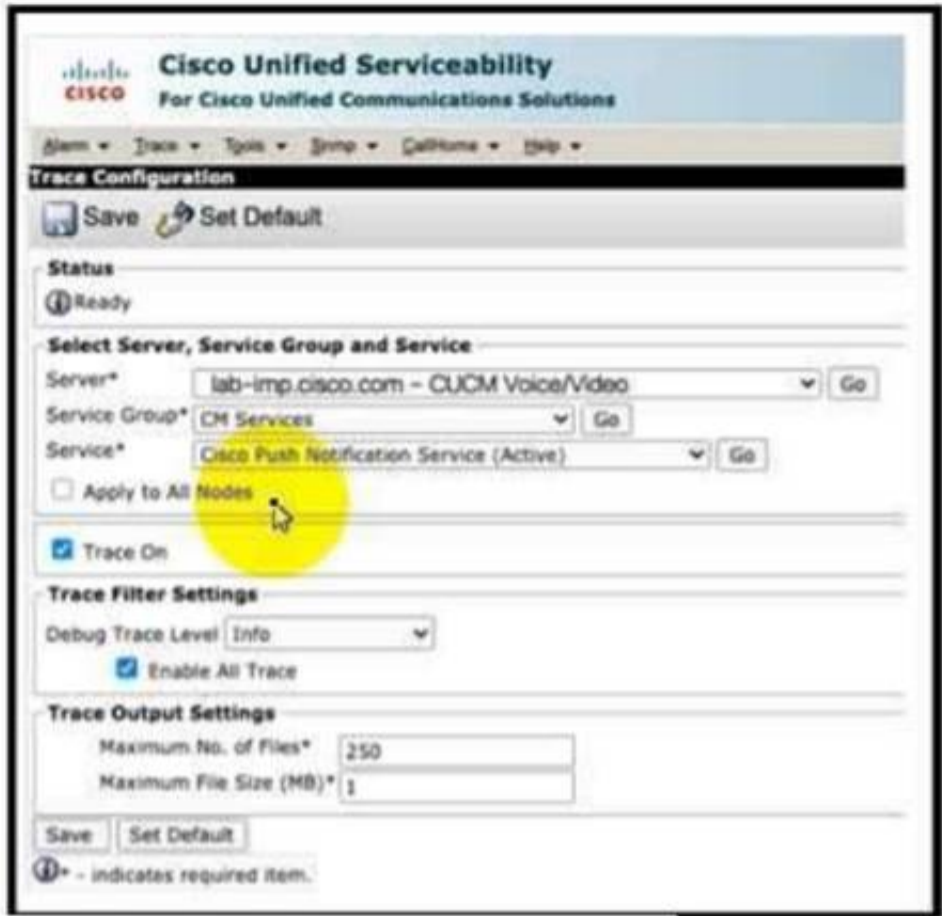 Cisco Unified Serviceability
CISCO
For Cisco Unified Communications Solutions
Alarm Trace Tools Snmp CallHome Help
Trace Configuration
Save Set Default
Status
Ready
Select Server, Service Group and Service
Server* lab-imp.cisco.com - CUCM Voice/Video Go
Service Group* CM Services Go
Service* Cisco Push Notification Service (Active) Go
Apply to All Nodes
Trace On
Trace Filter Settings
Debug Trace Level Info
Enable All Trace
Trace Output Settings
Maximum No. of Files* 250
Maximum File Size (MB)* 1
Save Set Default
* - indicates required item.